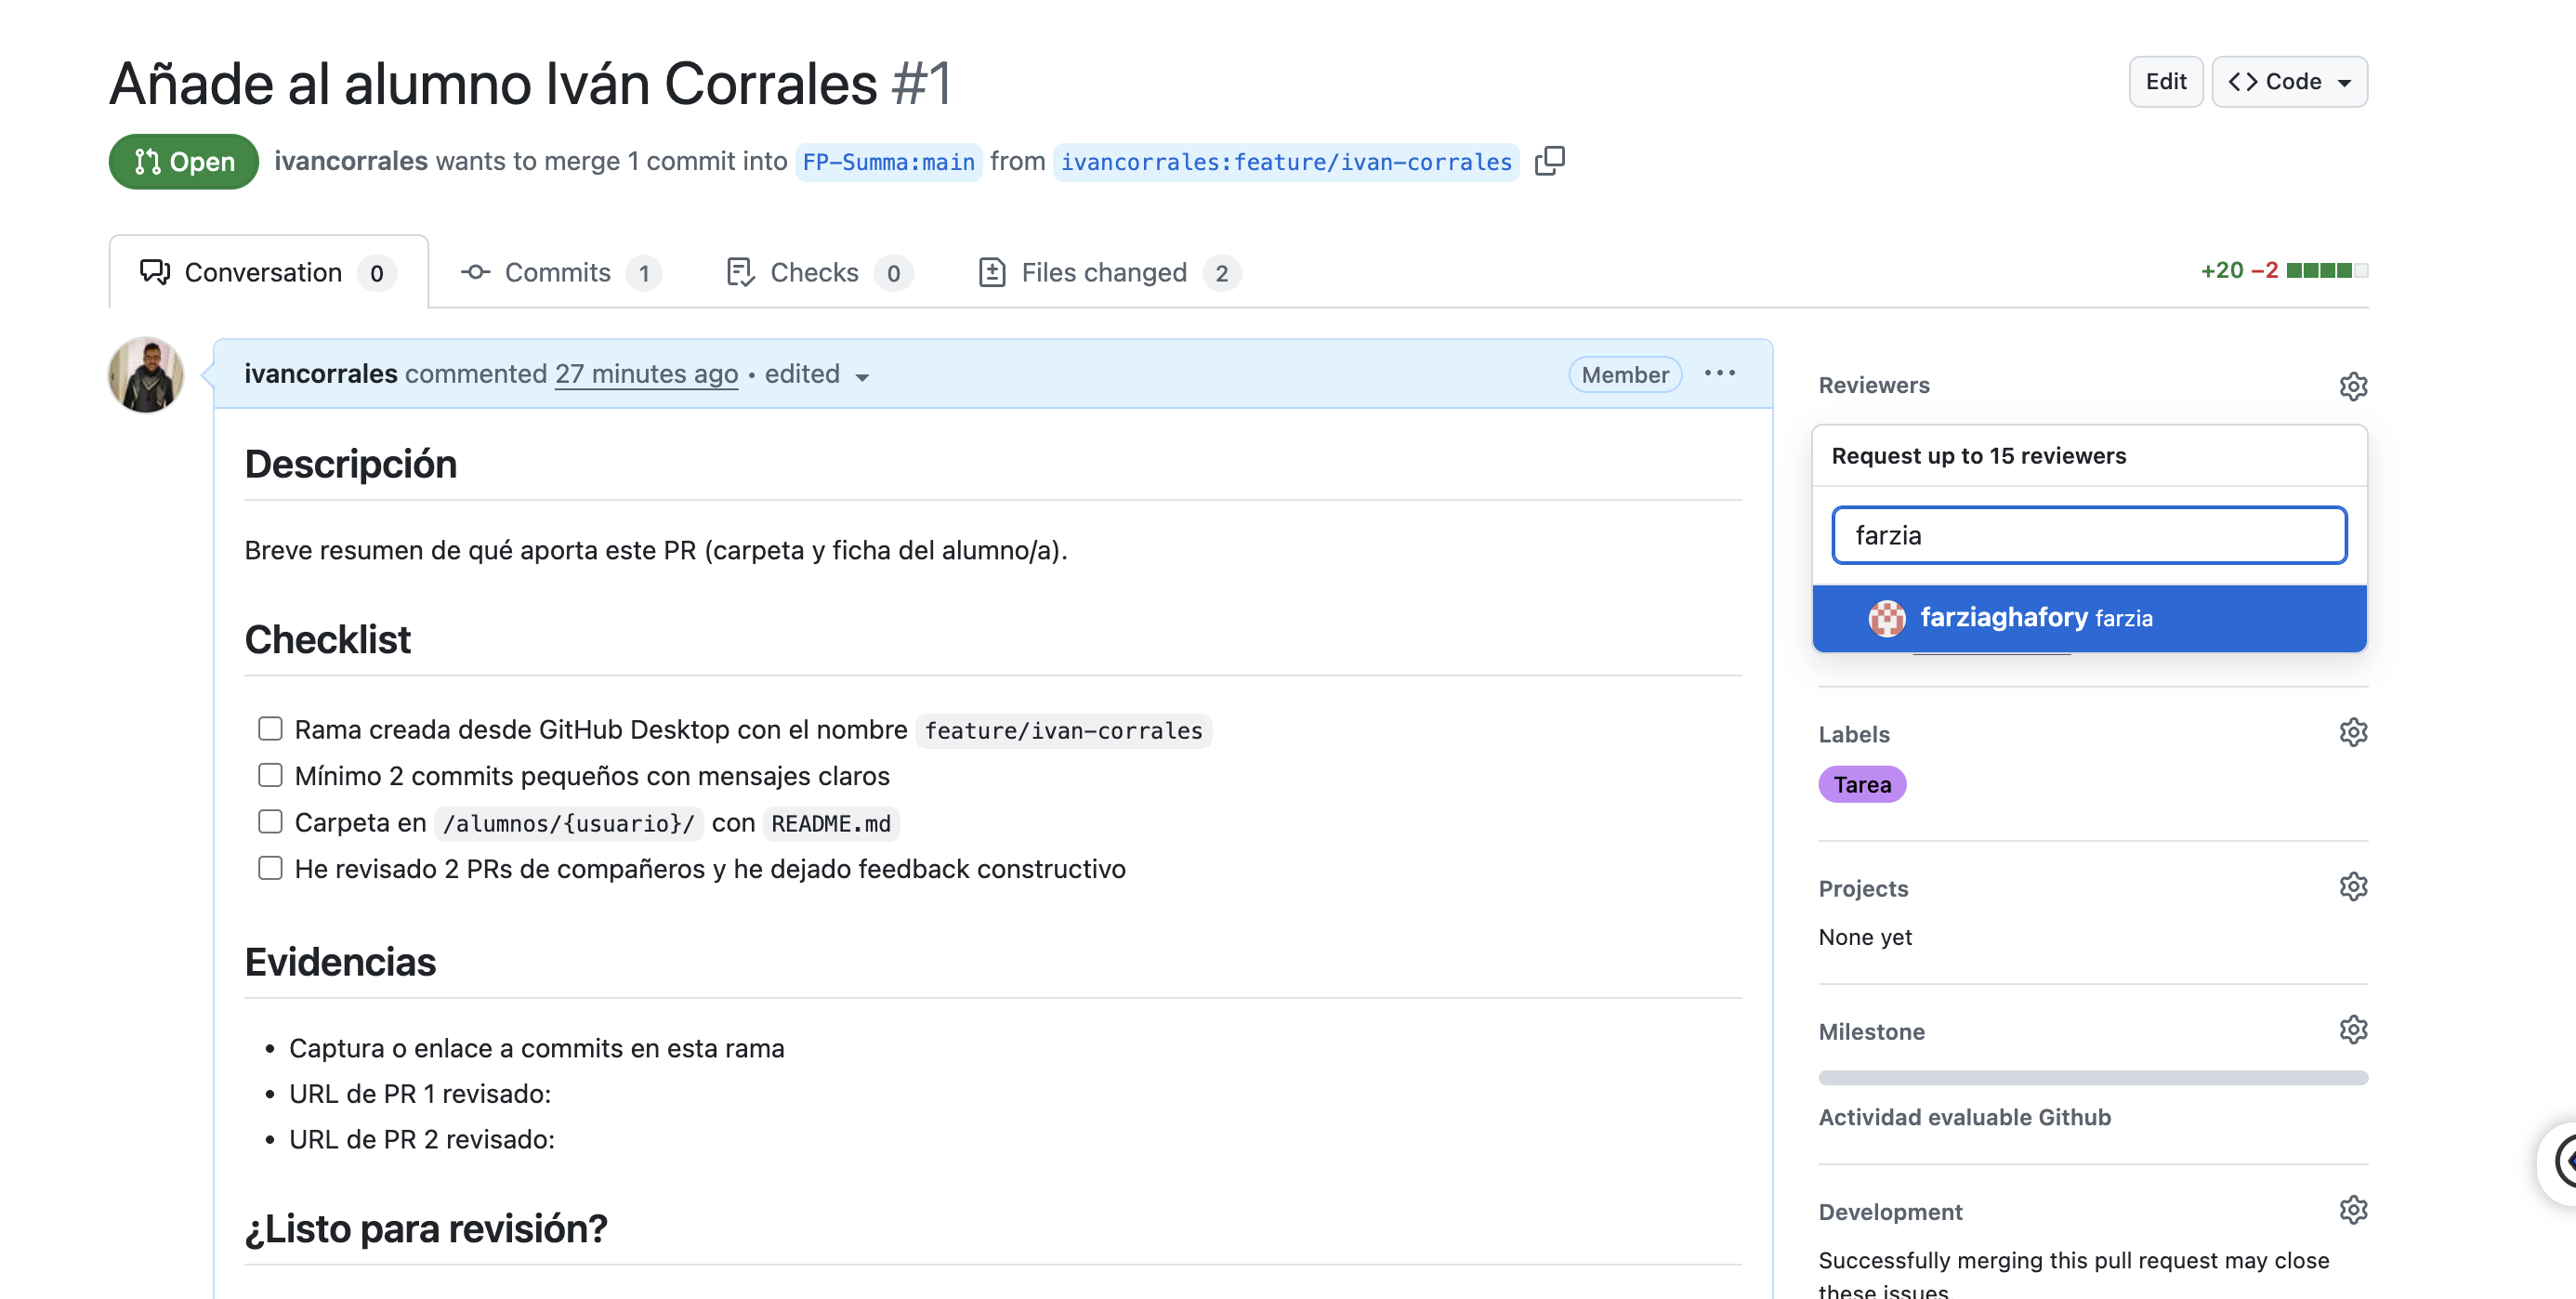 Añade al alumno Iván Corrales #1
Edit
Code
Open
ivancorrales wants to merge 1 commit into FP-Summa:main from ivancorrales:feature/ivan-corrales
Conversation 0
Commits 1
Checks 0
Files changed 2
+20 −2
ivancorrales commented 27 minutes ago • edited
Member
Descripción
Breve resumen de qué aporta este PR (carpeta y ficha del alumno/a).
Checklist
Rama creada desde GitHub Desktop con el nombre feature/ivan-corrales
Mínimo 2 commits pequeños con mensajes claros
Carpeta en /alumnos/{usuario}/ con README.md
He revisado 2 PRs de compañeros y he dejado feedback constructivo
Evidencias
• Captura o enlace a commits en esta rama
• URL de PR 1 revisado:
• URL de PR 2 revisado:
¿Listo para revisión?
Reviewers
Request up to 15 reviewers
farzia
farziaghafory farzia
Labels
Tarea
Projects
None yet
Milestone
Actividad evaluable Github
Development
Successfully merging this pull request may close
these issues.